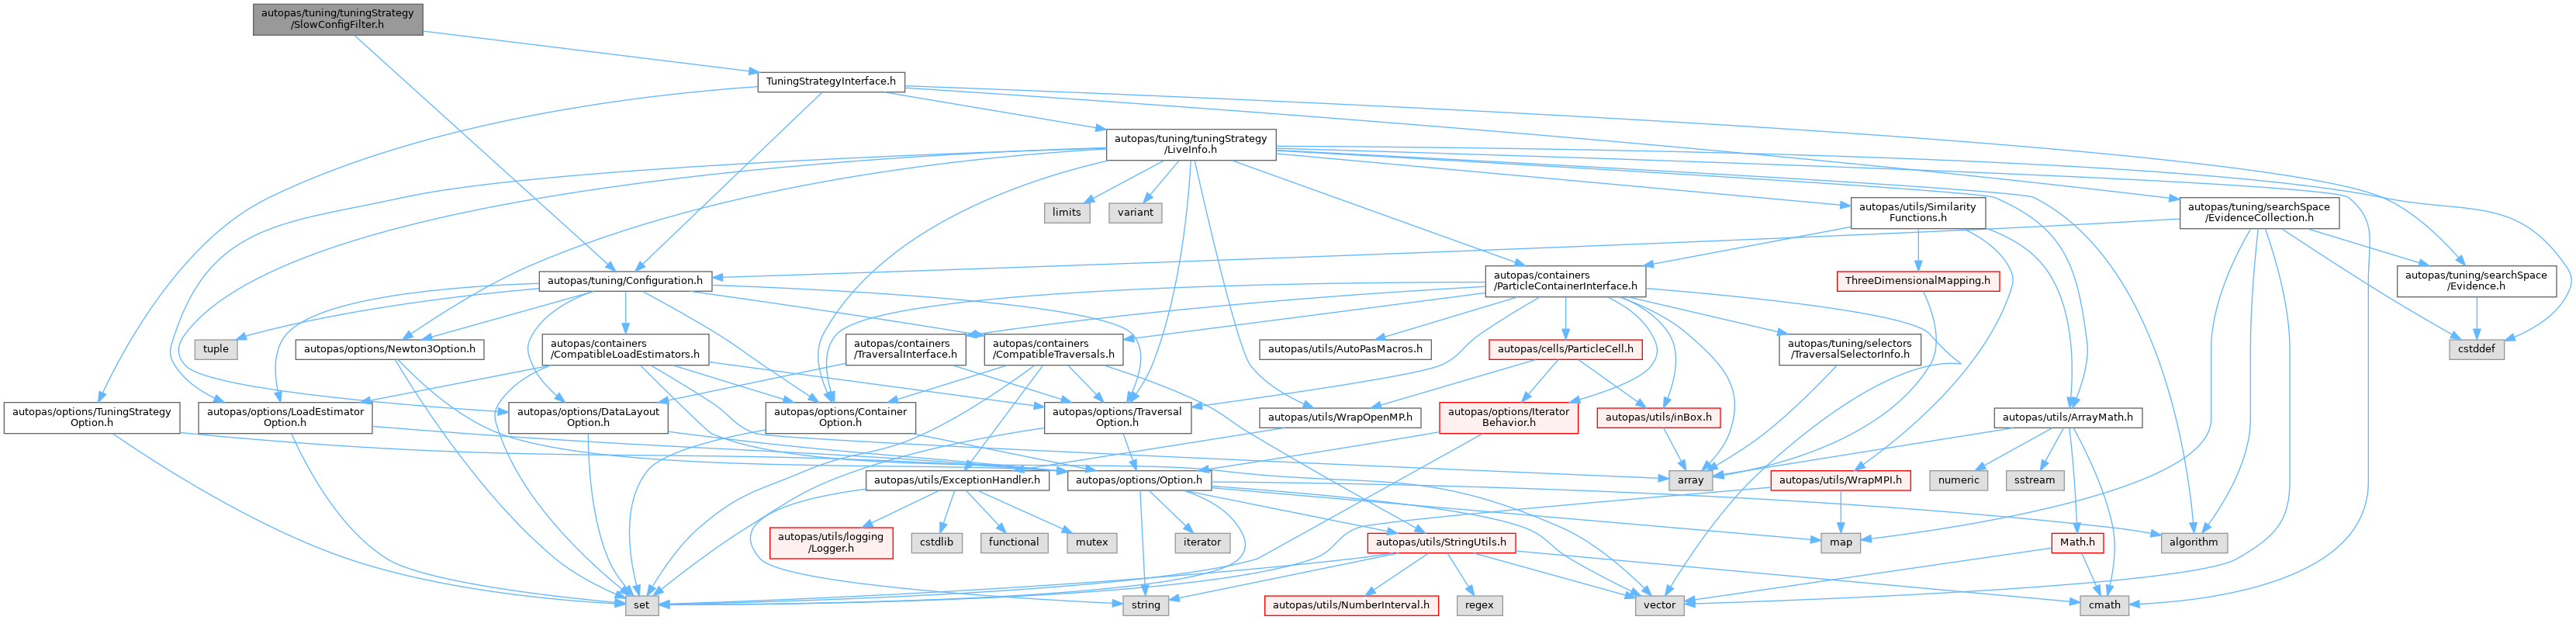 autopas/tuning/tuningStrategy
/SlowConfigFilter.h
TuningStrategyInterface.h
autopas/tuning/tuningStrategy
/LiveInfo.h
limits
variant
autopas/utils/Similarity
Functions.h
autopas/tuning/searchSpace
/EvidenceCollection.h
autopas/tuning/Configuration.h
autopas/containers
/ParticleContainerInterface.h
ThreeDimensionalMapping.h
autopas/tuning/searchSpace
/Evidence.h
tuple
autopas/options/Newton3Option.h
autopas/containers
/CompatibleLoadEstimators.h
autopas/containers
/TraversalInterface.h
autopas/containers
/CompatibleTraversals.h
autopas/utils/AutoPasMacros.h
autopas/cells/ParticleCell.h
autopas/tuning/selectors
/TraversalSelectorInfo.h
cstddef
autopas/options/TuningStrategy
Option.h
autopas/options/LoadEstimator
Option.h
autopas/options/DataLayout
Option.h
autopas/options/Container
Option.h
autopas/options/Traversal
Option.h
autopas/utils/WrapOpenMP.h
autopas/options/Iterator
Behavior.h
autopas/utils/inBox.h
autopas/utils/ArrayMath.h
autopas/utils/ExceptionHandler.h
autopas/options/Option.h
array
autopas/utils/WrapMPI.h
numeric
sstream
autopas/utils/logging
/Logger.h
cstdlib
functional
mutex
iterator
autopas/utils/StringUtils.h
map
Math.h
algorithm
set
string
autopas/utils/NumberInterval.h
regex
vector
cmath